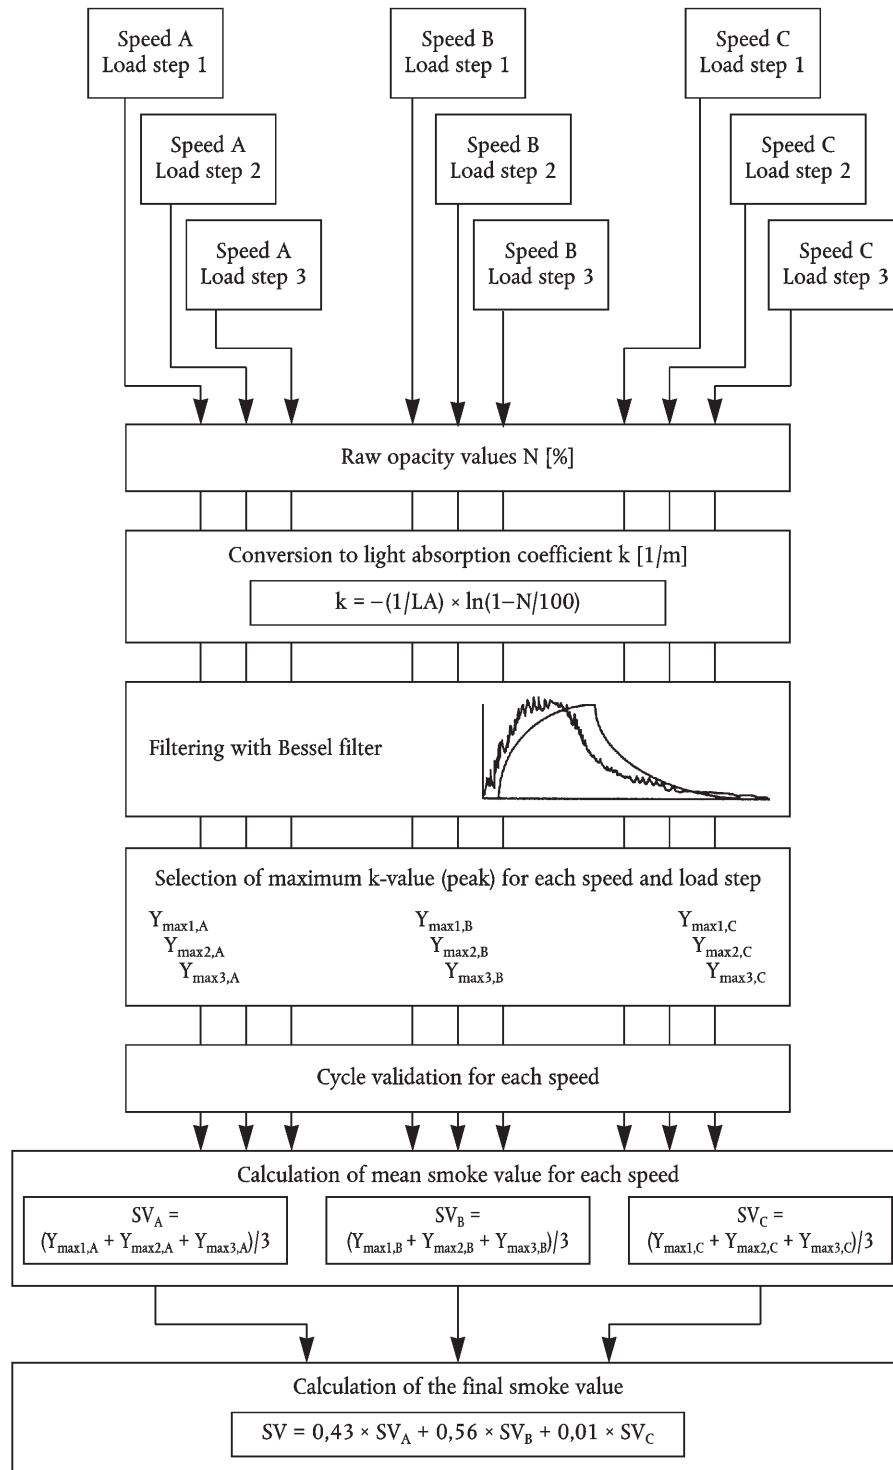 Speed A
Load step 1
Speed B
Load step 1
Speed C
Load step 1
Speed A
Load step 2
Speed B
Load step 2
Speed C
Load step 2
Speed A
Load step 3
Speed B
Load step 3
Speed C
Load step 3
Raw opacity values N [%]
Conversion to light absorption coefficient k [1/m]
k = −(1/LA) × ln(1−N/100)
Filtering with Bessel filter
Selection of maximum k-value (peak) for each speed and load step
Ymax1,A Ymax1,B Ymax1,C
Ymax2,A Ymax2,B Ymax2,C
Ymax3,A Ymax3,B Ymax3,C
Cycle validation for each speed
Calculation of mean smoke value for each speed
SVA =
(Ymax1,A + Ymax2,A + Ymax3,A)/3
SVB =
(Ymax1,B + Ymax2,B + Ymax3,B)/3
SVC =
(Ymax1,C + Ymax2,C + Ymax3,C)/3
Calculation of the final smoke value
SV = 0,43 × SVA + 0,56 × SVB + 0,01 × SVC